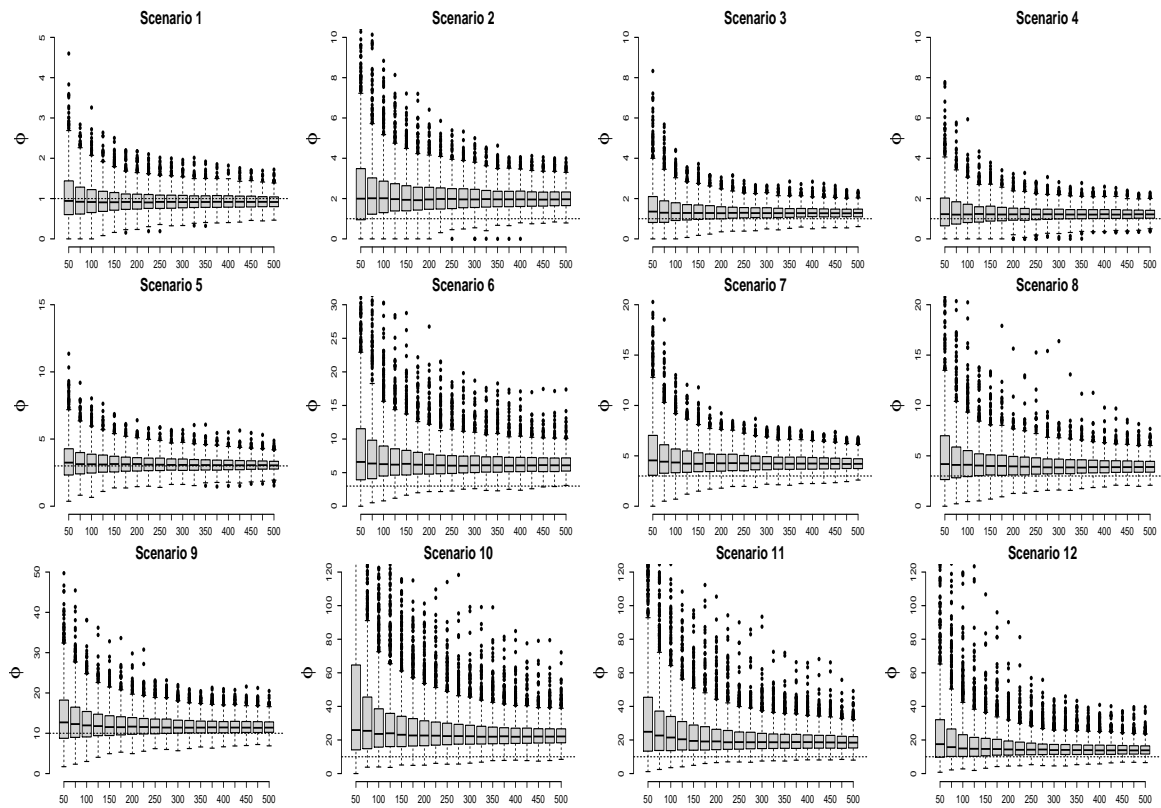 Scenario 1
Scenario 2
Scenario 3
Scenario 4
ϕ
0 1 2 3 4 5
50 100 150 200 250 300 350 400 450 500
ϕ
0 2 4 6 8 10
50 100 150 200 250 300 350 400 450 500
ϕ
0 2 4 6 8 10
50 100 150 200 250 300 350 400 450 500
ϕ
0 2 4 6 8 10
50 100 150 200 250 300 350 400 450 500
Scenario 5
Scenario 6
Scenario 7
Scenario 8
ϕ
0 5 10 15
50 100 150 200 250 300 350 400 450 500
ϕ
0 5 10 15 20 25 30
50 100 150 200 250 300 350 400 450 500
ϕ
0 5 10 15 20
50 100 150 200 250 300 350 400 450 500
ϕ
0 5 10 15 20
50 100 150 200 250 300 350 400 450 500
Scenario 9
Scenario 10
Scenario 11
Scenario 12
ϕ
0 10 20 30 40 50
50 100 150 200 250 300 350 400 450 500
ϕ
0 20 40 60 80 100 120
50 100 150 200 250 300 350 400 450 500
ϕ
0 20 40 60 80 100 120
50 100 150 200 250 300 350 400 450 500
ϕ
0 20 40 60 80 100 120
50 100 150 200 250 300 350 400 450 500